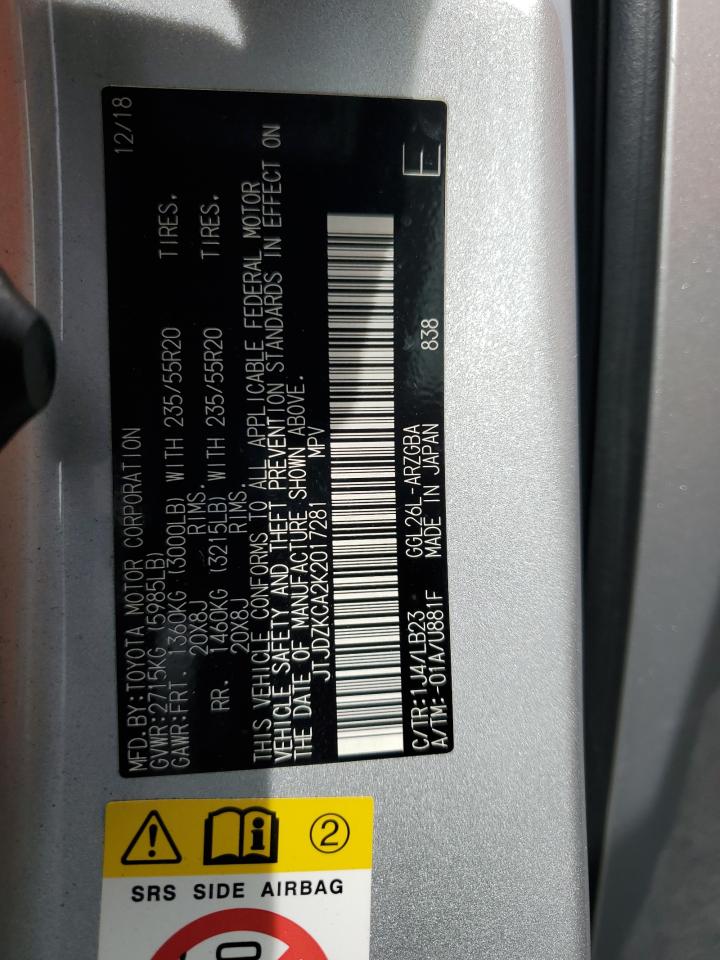 MFD.BY:TOYOTA MOTOR CORPORATION 12/18
GVWR:2715KG (5985LB)
GAWR:FRT. 1360KG (3000LB) WITH 235/55R20 TIRES.
20X8J RIMS.
RR. 1460KG (3215LB) WITH 235/55R20 TIRES.
20X8J RIMS.
THIS VEHICLE CONFORMS TO ALL APPLICABLE FEDERAL MOTOR
VEHICLE SAFETY AND THEFT PREVENTION STANDARDS IN EFFECT ON
THE DATE OF MANUFACTURE SHOWN ABOVE.
JTJDZKCA2K2017281 MPV
C/TR:1J4/LB23 GGL26L-ARZGBA
A/TM:-01A/U881F MADE IN JAPAN 838
E
2
SRS SIDE AIRBAG